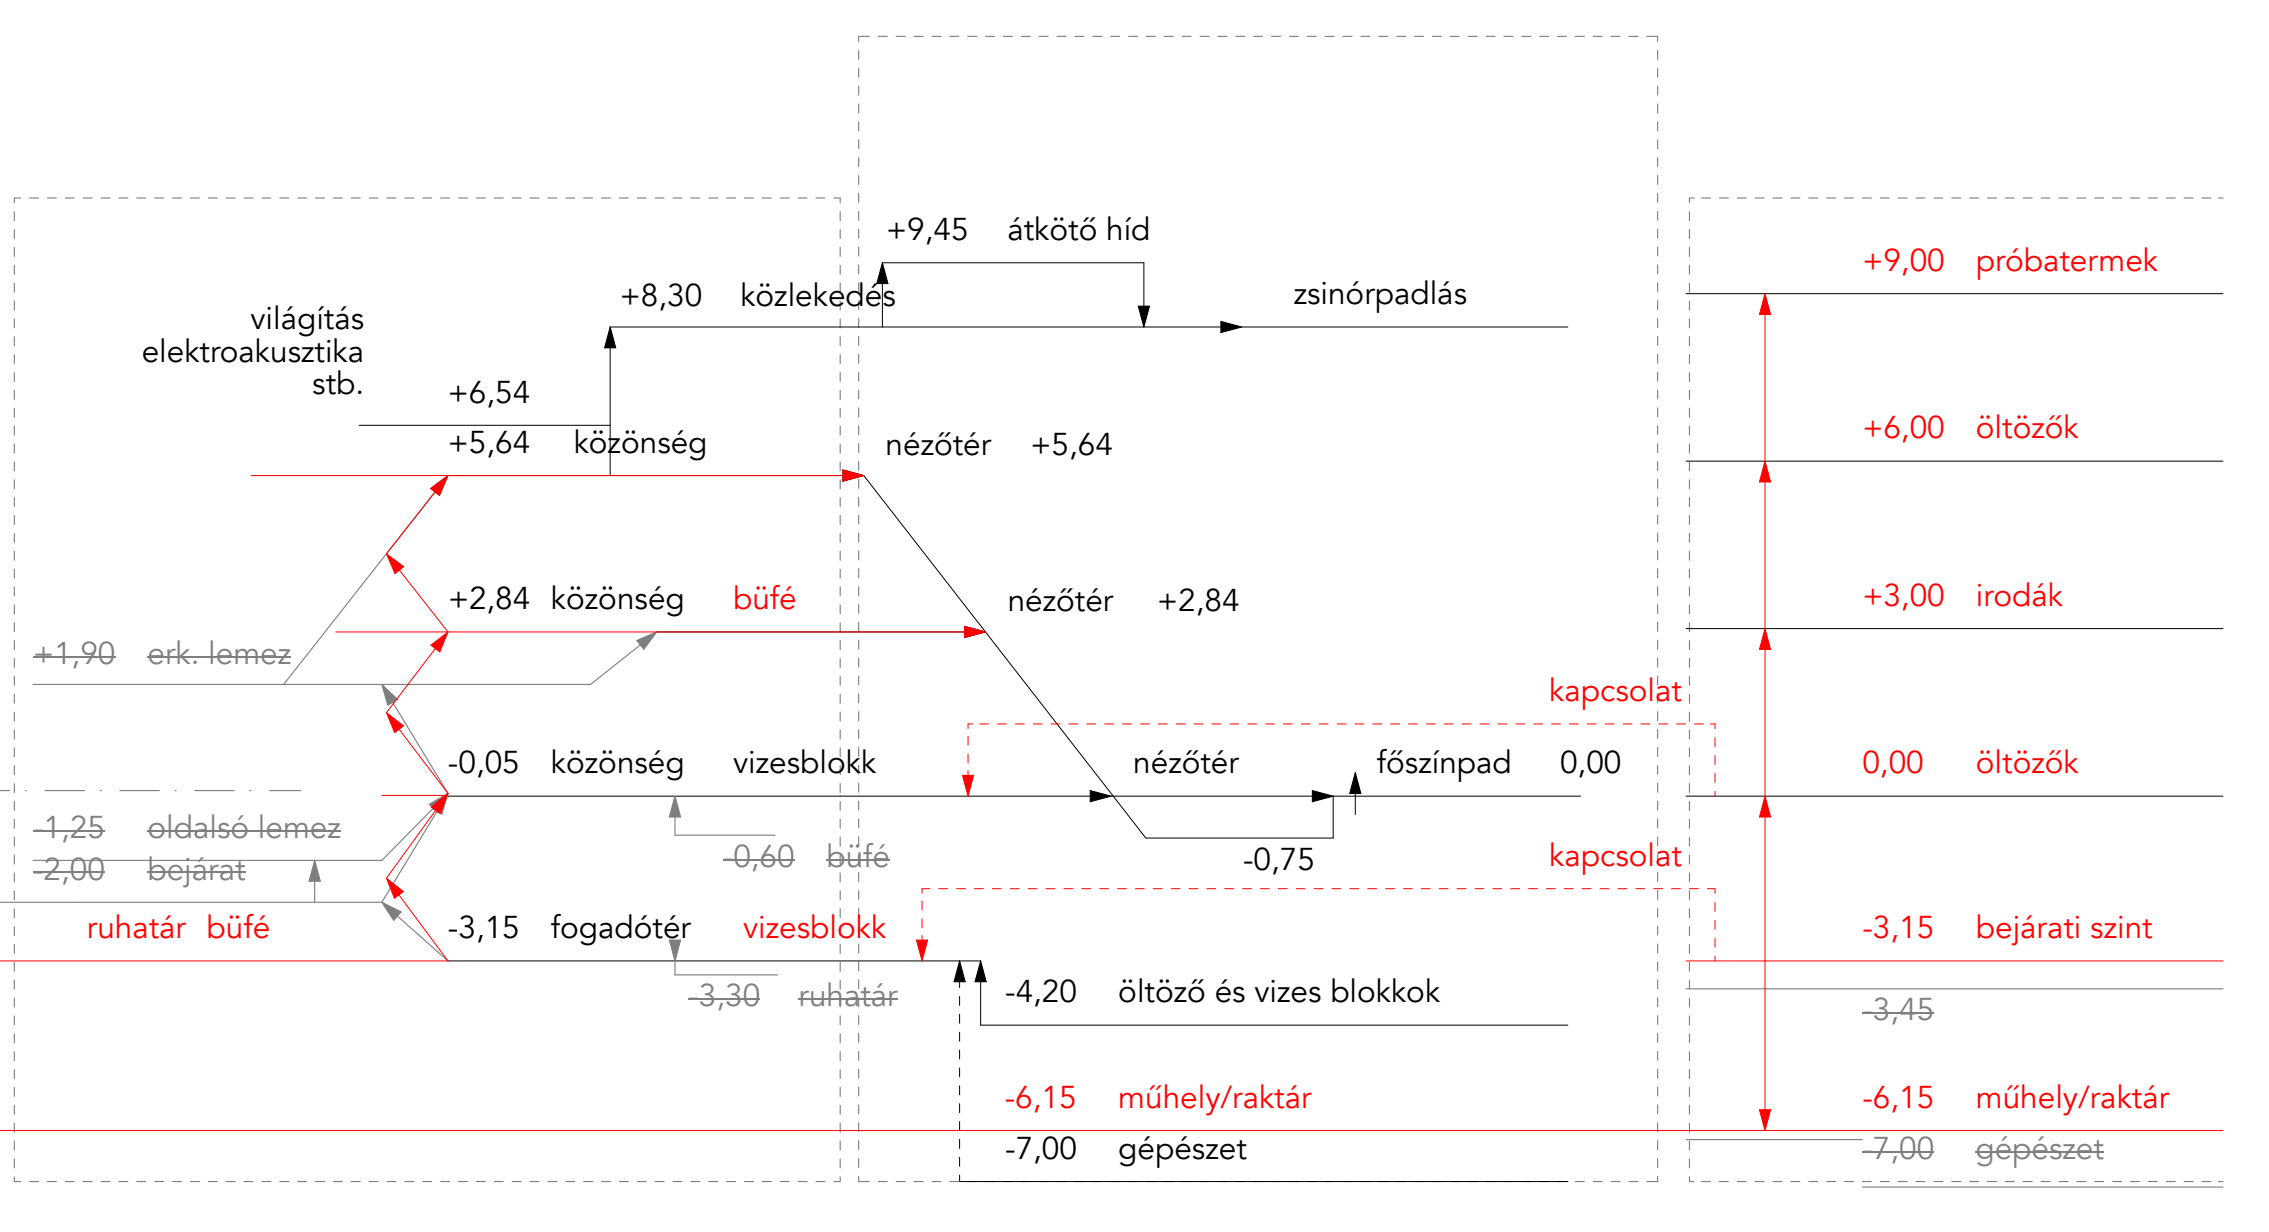 +9,45 átkötő híd
+8,30 közlekedés
zsinórpadlás
világítás
elektroakusztika
stb.
+6,54
+5,64 közönség
nézőtér +5,64
+2,84 közönség büfé
nézőtér +2,84
+1,90 erk. lemez
kapcsolat
-0,05 közönség vizesblokk
nézőtér
főszínpad 0,00
-1,25 oldalsó lemez
-2,00 bejárat
-0,60 büfé
-0,75
kapcsolat
ruhatár büfé
-3,15 fogadótér vizesblokk
-3,30 ruhatár
-4,20 öltöző és vizes blokkok
-6,15 műhely/raktár
-7,00 gépészet
+9,00 próbatermek
+6,00 öltözők
+3,00 irodák
0,00 öltözők
-3,15 bejárati szint
-3,45
-6,15 műhely/raktár
-7,00 gépészet